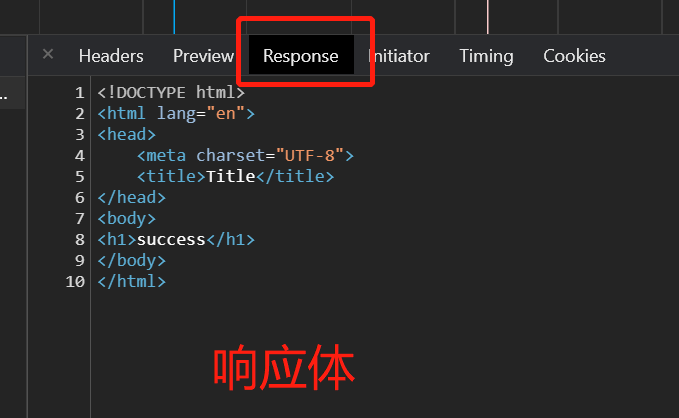 Headers Preview Response Initiator Timing Cookies
...
1 <!DOCTYPE html>
2 <html lang="en">
3 <head>
4     <meta charset="UTF-8">
5     <title>Title</title>
6 </head>
7 <body>
8 <h1>success</h1>
9 </body>
10 </html>
响应体